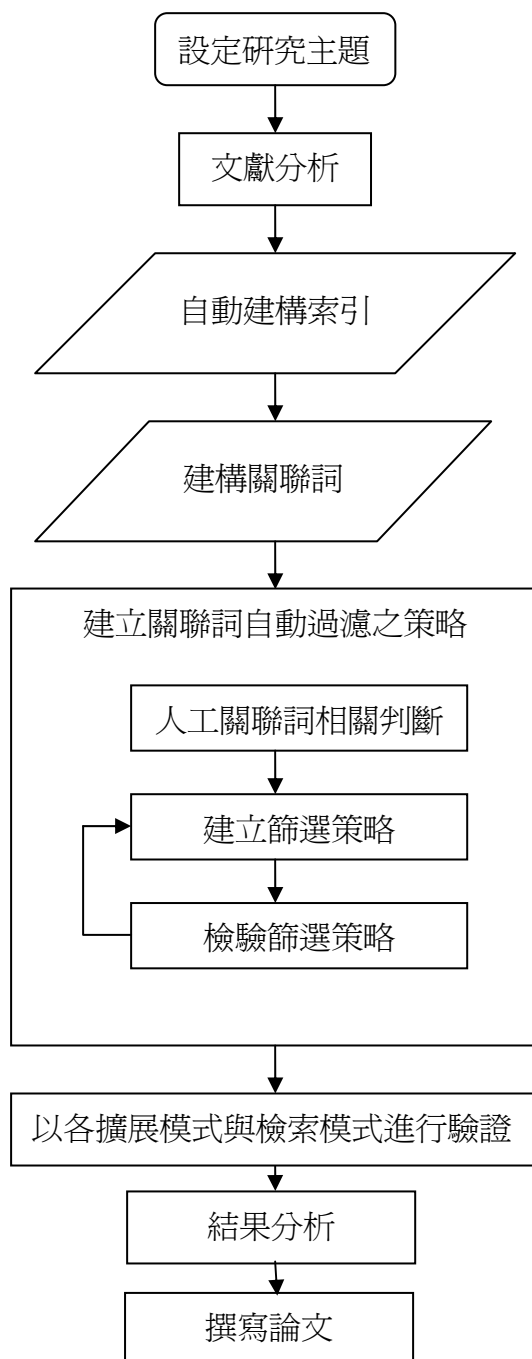 設定研究主題
文獻分析
自動建構索引
建構關聯詞
建立關聯詞自動過濾之策略
人工關聯詞相關判斷
建立篩選策略
檢驗篩選策略
以各擴展模式與檢索模式進行驗證
結果分析
撰寫論文